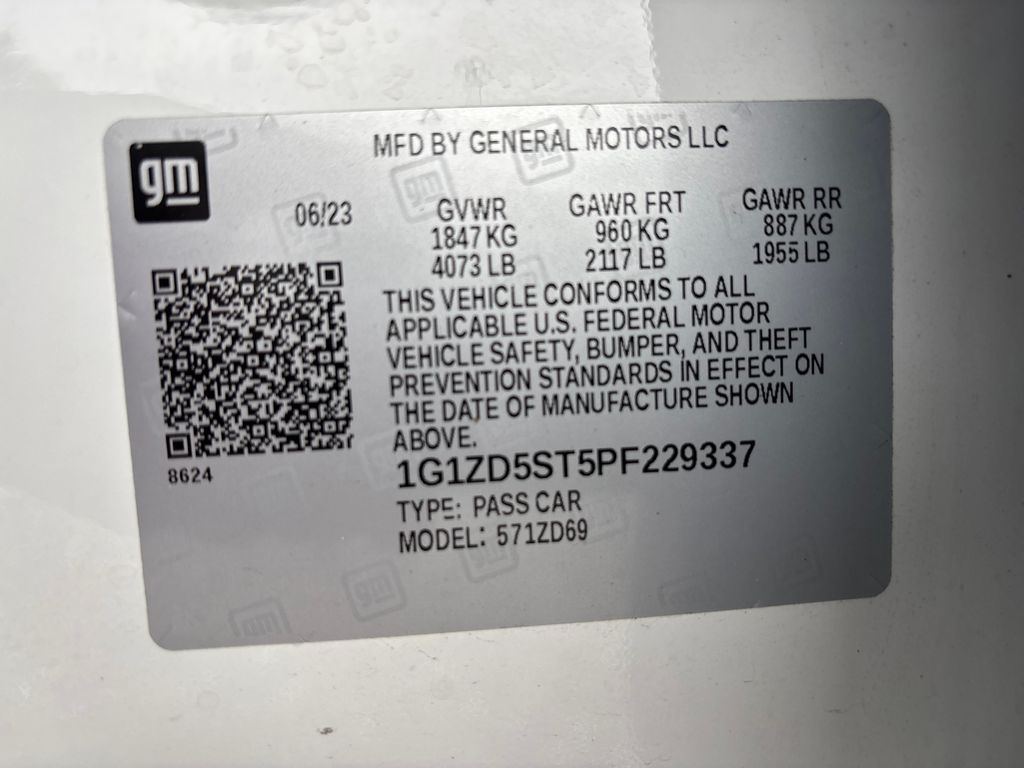 gm
MFD BY GENERAL MOTORS LLC
06/23
GVWR GAWR FRT GAWR RR
1847 KG 960 KG 887 KG
4073 LB 2117 LB 1955 LB
THIS VEHICLE CONFORMS TO ALL
APPLICABLE U.S. FEDERAL MOTOR
VEHICLE SAFETY, BUMPER, AND THEFT
PREVENTION STANDARDS IN EFFECT ON
THE DATE OF MANUFACTURE SHOWN
ABOVE.
8624
1G1ZD5ST5PF229337
TYPE: PASS CAR
MODEL: 571ZD69